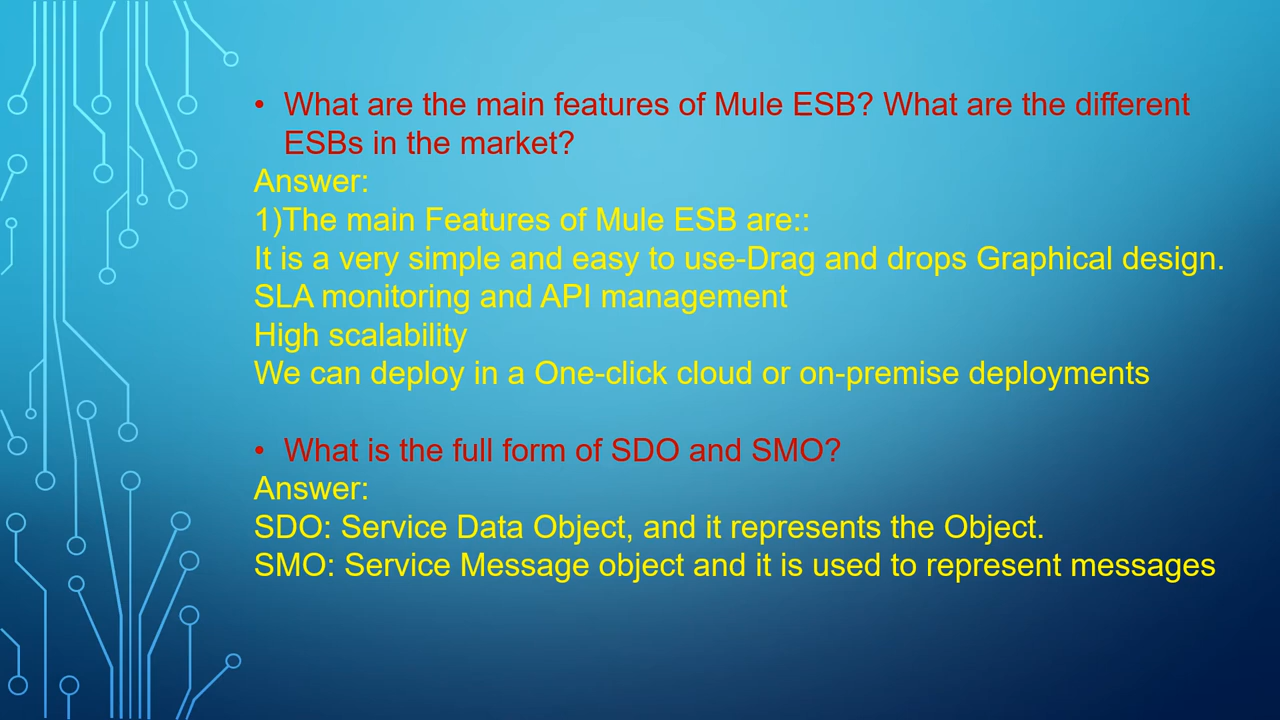 • What are the main features of Mule ESB? What are the different
ESBs in the market?
Answer:
1)The main Features of Mule ESB are::
It is a very simple and easy to use-Drag and drops Graphical design.
SLA monitoring and API management
High scalability
We can deploy in a One-click cloud or on-premise deployments
• What is the full form of SDO and SMO?
Answer:
SDO: Service Data Object, and it represents the Object.
SMO: Service Message object and it is used to represent messages